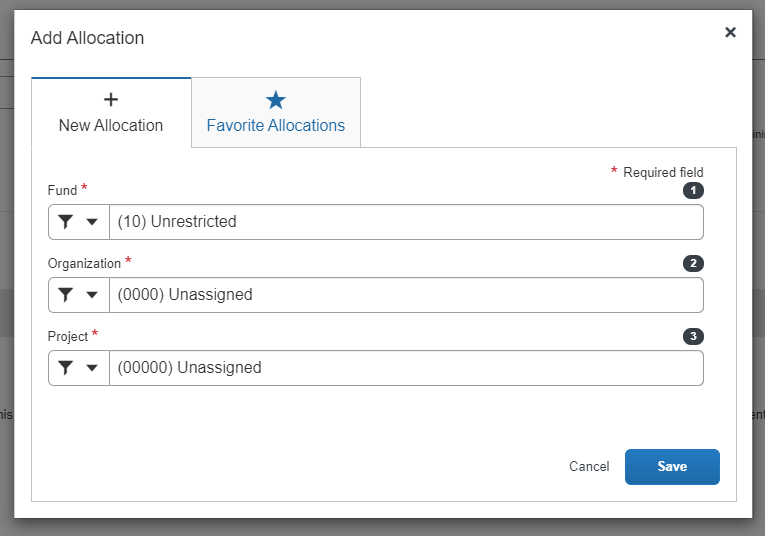 Add Allocation
×
+
New Allocation
★
Favorite Allocations
* Required field
Fund *
1
(10) Unrestricted
Organization *
2
(0000) Unassigned
Project *
3
(00000) Unassigned
Cancel
Save